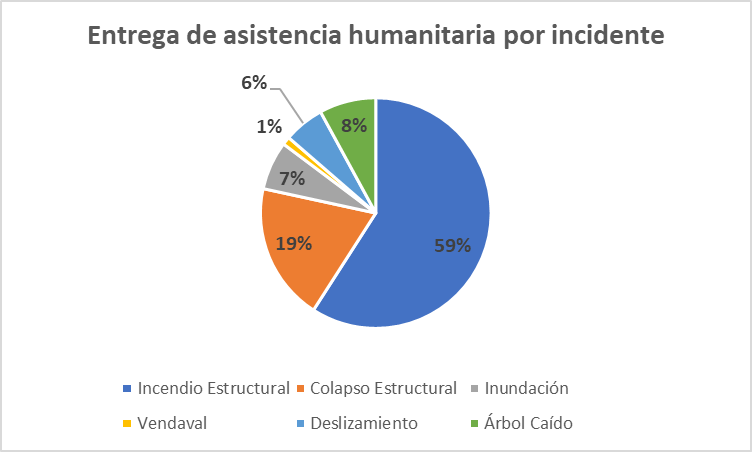 Entrega de asistencia humanitaria por incidente
6%
1%
8%
7%
19%
59%
Incendio Estructural
Colapso Estructural
Inundación
Vendaval
Deslizamiento
Árbol Caído